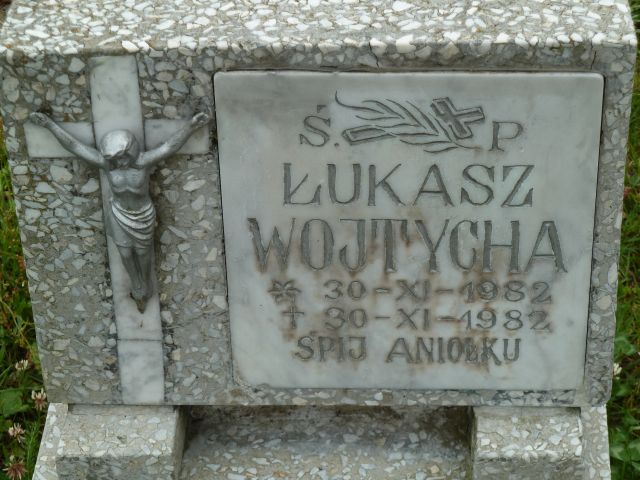 Ś. P
ŁUKASZ
WOJTYCHA
* 30-XI-1982
+ 30-XI-1982
ŚPIJ ANIOŁKU